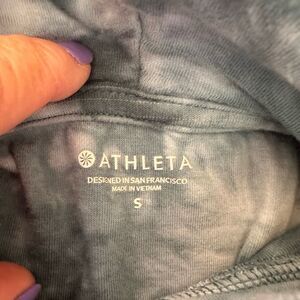 ATHLETA
DESIGNED IN SAN FRANCISCO
MADE IN VIETNAM
S